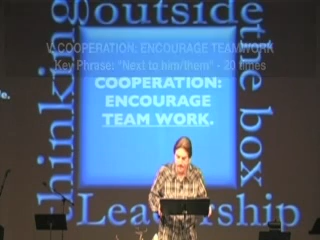 thinking outside
the box
V. COOPERATION: ENCOURAGE TEAMWORK
Key Phrase: "Next to him/them" - 20 times
COOPERATION:
ENCOURAGE
TEAM WORK.
Leadership